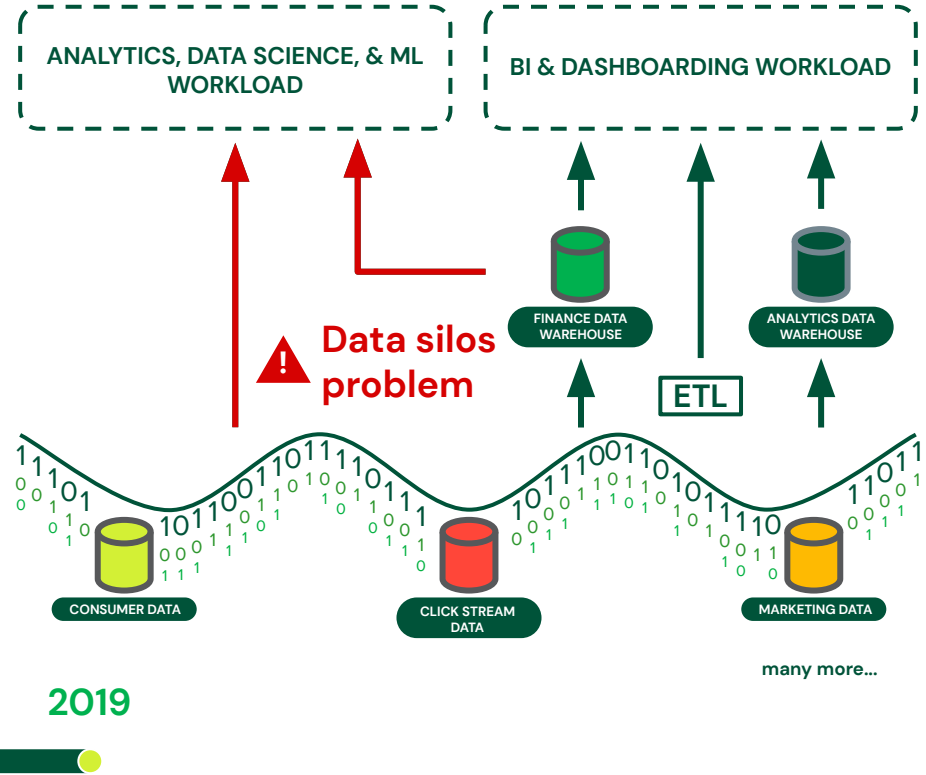 ANALYTICS, DATA SCIENCE, & ML
WORKLOAD
BI & DASHBOARDING WORKLOAD
FINANCE DATA
WAREHOUSE
ANALYTICS DATA
WAREHOUSE
!
Data silos
problem
ETL
CONSUMER DATA
CLICK STREAM
DATA
MARKETING DATA
many more...
2019